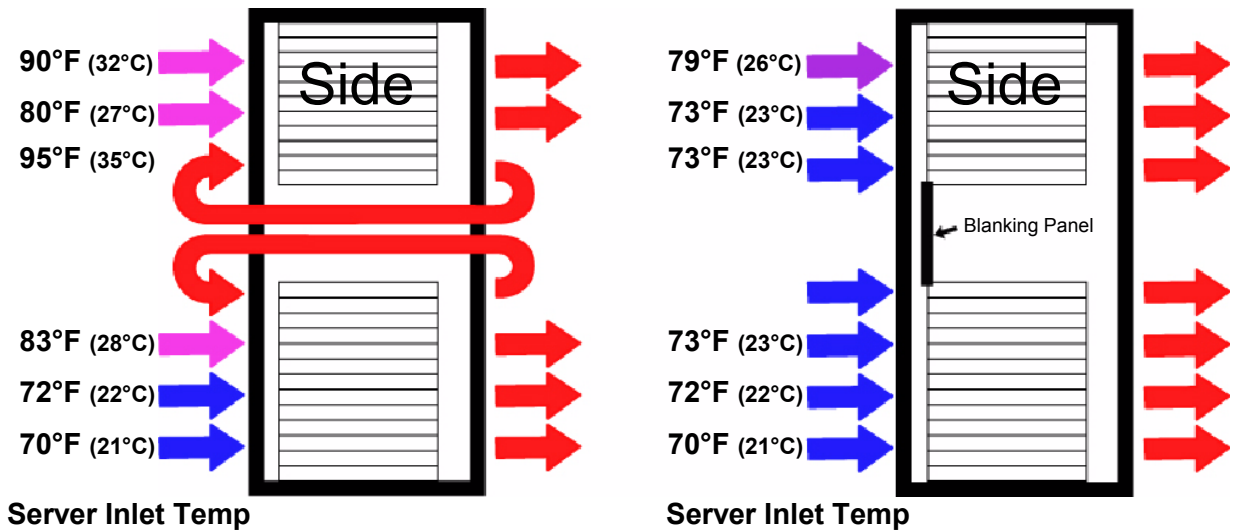 90°F (32°C)
80°F (27°C)
95°F (35°C)
Side
83°F (28°C)
72°F (22°C)
70°F (21°C)
Server Inlet Temp
79°F (26°C)
73°F (23°C)
73°F (23°C)
Side
Blanking Panel
73°F (23°C)
72°F (22°C)
70°F (21°C)
Server Inlet Temp